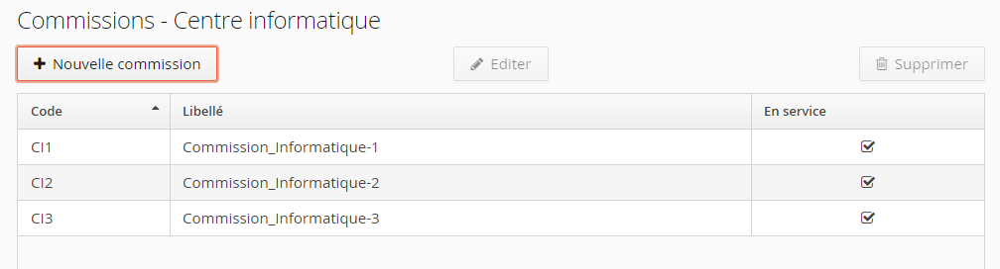 Commissions - Centre informatique
Nouvelle commission Editer Supprimer
Code Libellé En service
CI1 Commission_Informatique-1
CI2 Commission_Informatique-2
CI3 Commission_Informatique-3